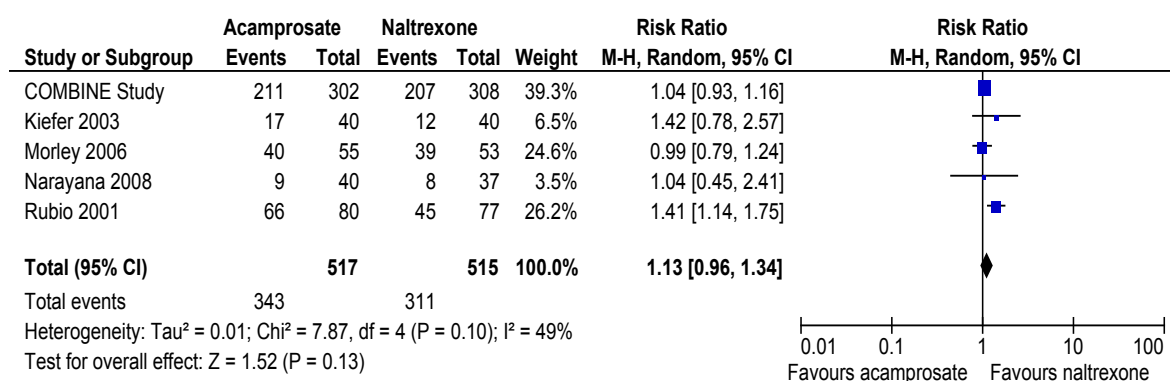 Acamprosate Naltrexone Risk Ratio Risk Ratio
Study or Subgroup Events Total Events Total Weight M-H, Random, 95% CI M-H, Random, 95% CI
COMBINE Study 211 302 207 308 39.3% 1.04 [0.93, 1.16]
Kiefer 2003 17 40 12 40 6.5% 1.42 [0.78, 2.57]
Morley 2006 40 55 39 53 24.6% 0.99 [0.79, 1.24]
Narayana 2008 9 40 8 37 3.5% 1.04 [0.45, 2.41]
Rubio 2001 66 80 45 77 26.2% 1.41 [1.14, 1.75]
Total (95% CI) 517 515 100.0% 1.13 [0.96, 1.34]
Total events 343 311
Heterogeneity: Tau² = 0.01; Chi² = 7.87, df = 4 (P = 0.10); I² = 49%
Test for overall effect: Z = 1.52 (P = 0.13)
0.01 0.1 1 10 100
Favours acamprosate Favours naltrexone